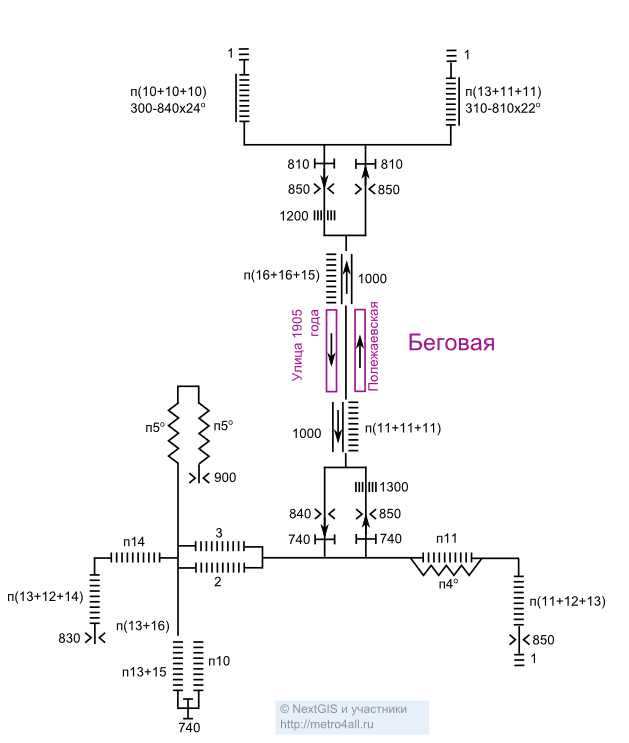 1
1
п(10+10+10)
300-840x24°
п(13+11+11)
310-810x22°
810
810
850
850
1200
п(16+16+15)
1000
Улица 1905
года
Полежаевская
Беговая
п5°
п5°
1000
п(11+11+11)
900
1300
840
850
740
740
3
п14
п11
2
п4°
п(13+12+14)
п(11+12+13)
п(13+16)
830
850
п13+15
п10
1
740
© NextGIS и участники
http://metro4all.ru